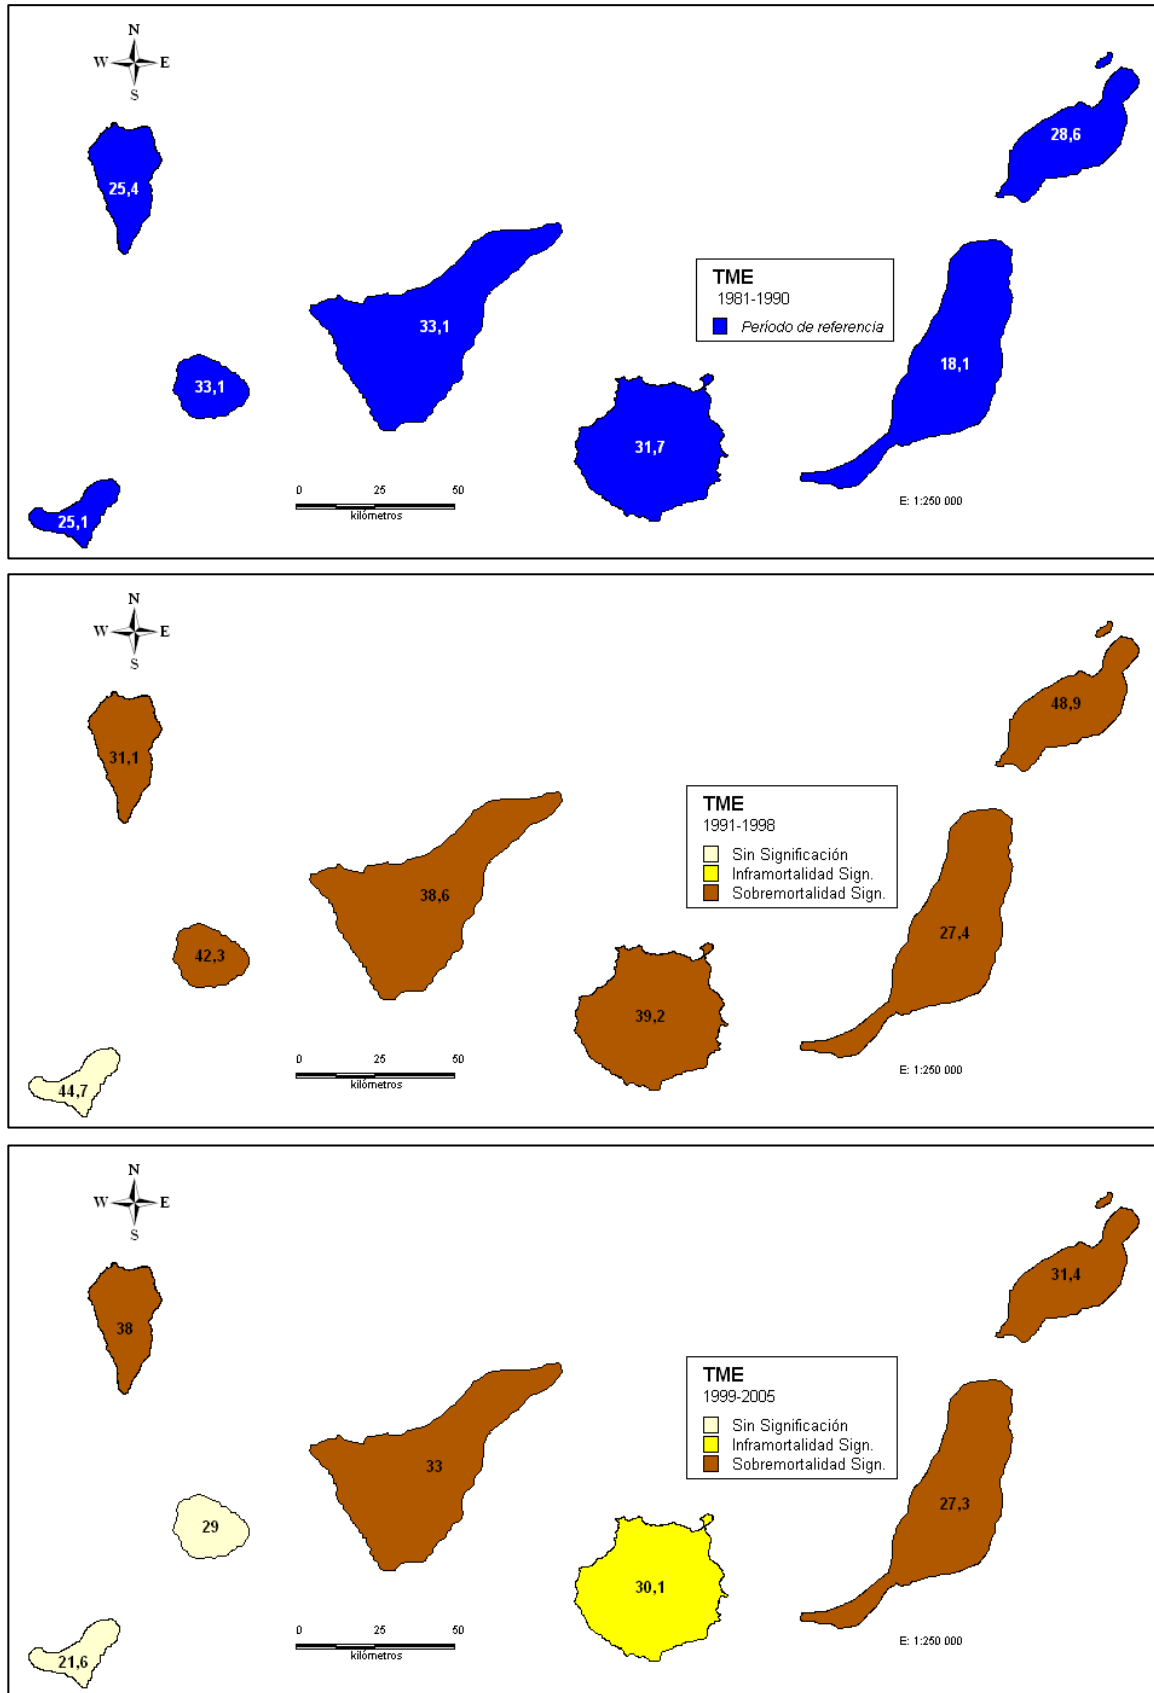 N
W E
S
25,4
28,6
33,1
33,1
TME
1981-1990
Período de referencia
18,1
31,7
25,1
0 25 50
kilómetros
E: 1:250 000
N
W E
S
31,1
48,9
38,6
42,3
TME
1991-1998
Sin Significación
Inframortalidad Sign.
Sobremortalidad Sign.
27,4
39,2
44,7
0 25 50
kilómetros
E: 1:250 000
N
W E
S
38
31,4
33
29
TME
1999-2005
Sin Significación
Inframortalidad Sign.
Sobremortalidad Sign.
27,3
30,1
21,6
0 25 50
kilómetros
E: 1:250 000